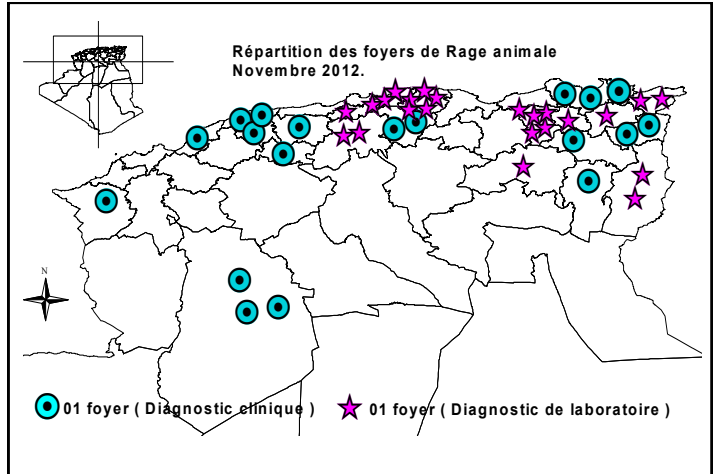 Répartition des foyers de Rage animale
Novembre 2012.
N
01 foyer ( Diagnostic clinique )
01 foyer ( Diagnostic de laboratoire )